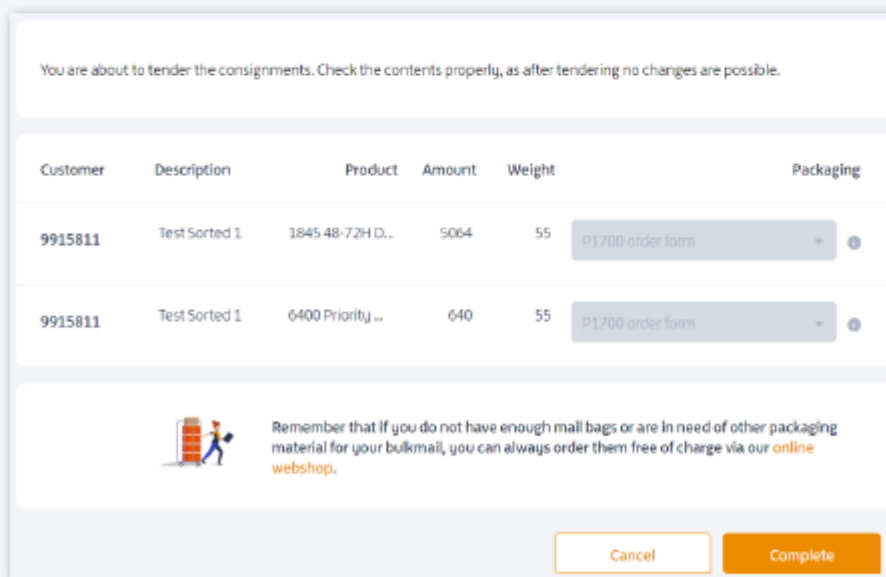 You are about to tender the consignments. Check the contents properly, as after tendering no changes are possible.
Customer Description Product Amount Weight Packaging
9915811 Test Sorted 1 1845 48-72H D... 5064 55 P1700 order form
9915811 Test Sorted 1 6400 Priority ... 640 55 P1700 order form
Remember that if you do not have enough mail bags or are in need of other packaging
material for your bulkmail, you can always order them free of charge via our online
webshop.
Cancel Complete